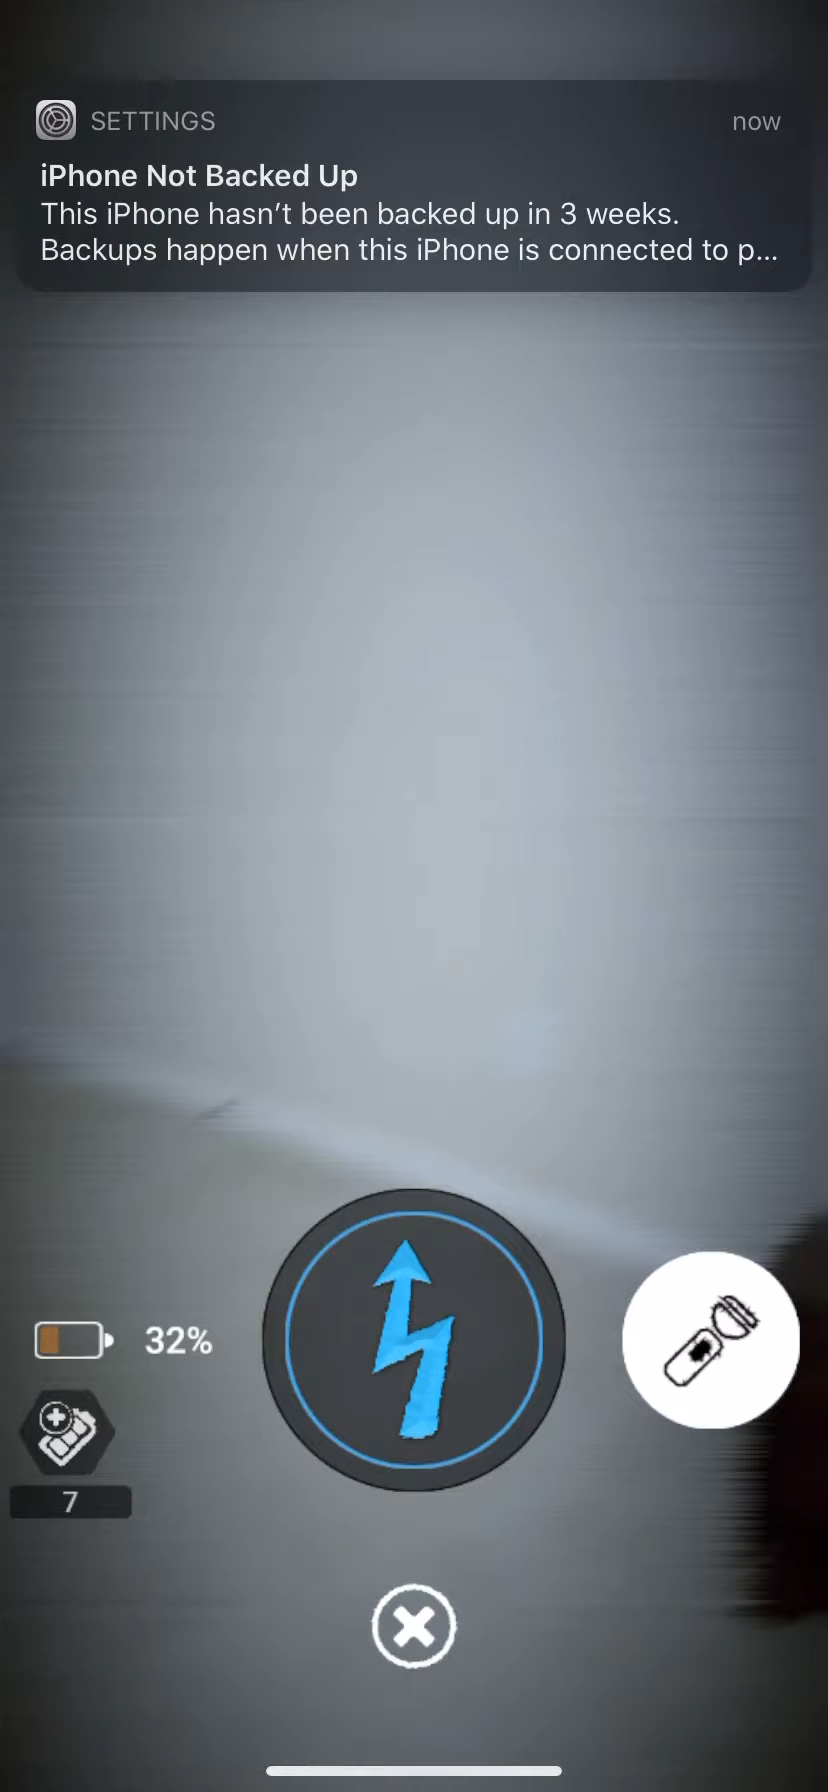 SETTINGS
now
iPhone Not Backed Up
This iPhone hasn’t been backed up in 3 weeks.
Backups happen when this iPhone is connected to p...
32%
7